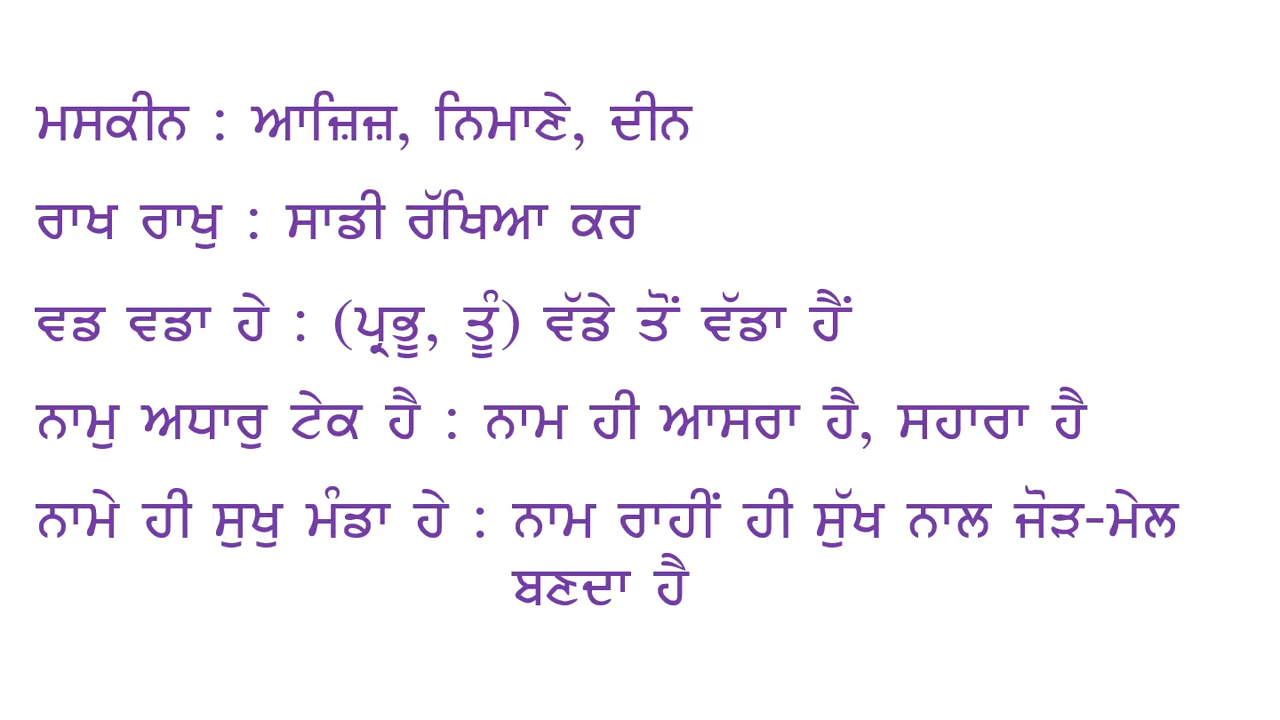 ਮਸਕੀਨ : ਆਜ਼ਿਜ਼, ਨਿਮਾਣੇ, ਦੀਨ
ਰਾਖ ਰਾਖੁ : ਸਾਡੀ ਰੱਖਿਆ ਕਰ
ਵਡ ਵਡਾ ਹੇ : (ਪ੍ਰਭੂ, ਤੂੰ) ਵੱਡੇ ਤੋਂ ਵੱਡਾ ਹੈਂ
ਨਾਮੁ ਅਧਾਰੁ ਟੇਕ ਹੈ : ਨਾਮ ਹੀ ਆਸਰਾ ਹੈ, ਸਹਾਰਾ ਹੈ
ਨਾਮੇ ਹੀ ਸੁਖੁ ਮੰਡਾ ਹੇ : ਨਾਮ ਰਾਹੀਂ ਹੀ ਸੁੱਖ ਨਾਲ ਜੋੜ-ਮੇਲ
ਬਣਦਾ ਹੈ